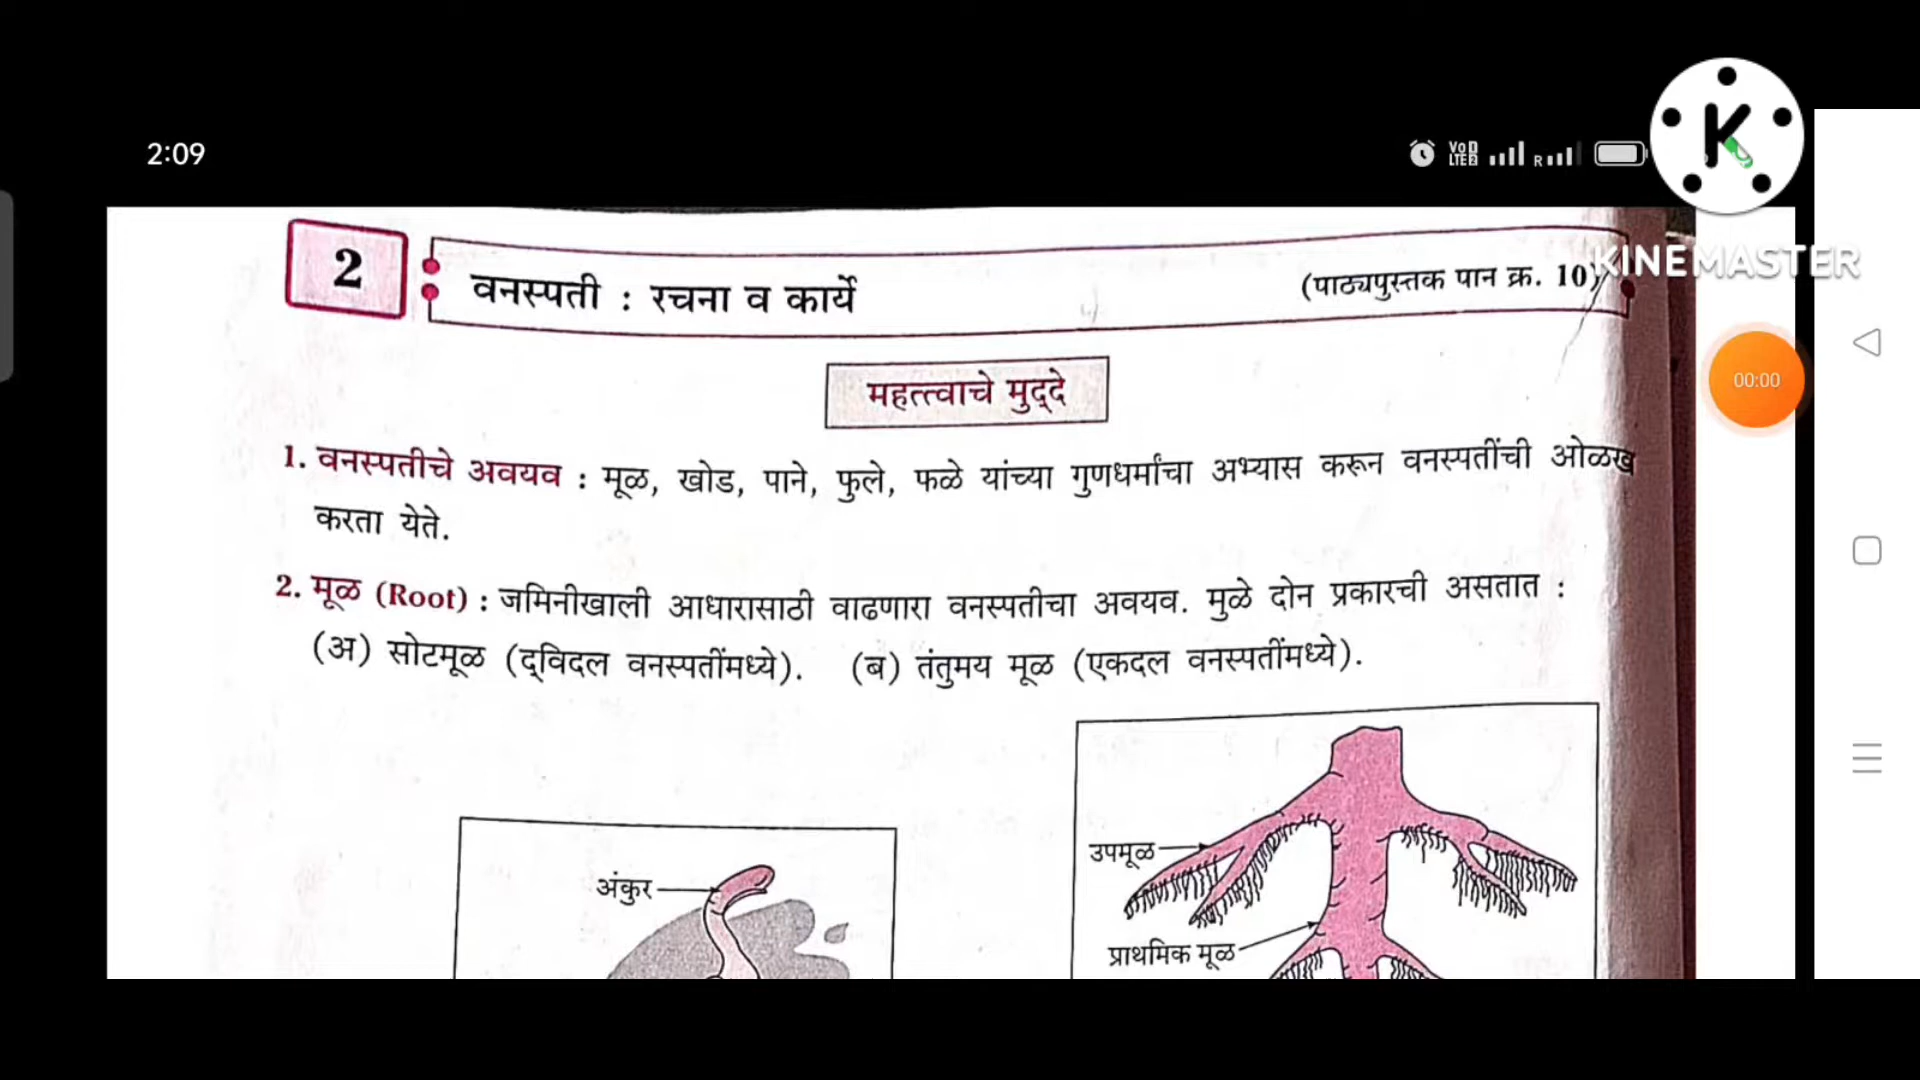 2:09
VoD LTE2 R
K
KINEMASTER
2
वनस्पती : रचना व कार्ये
(पाठ्यपुस्तक पान क्र. 10)
00:00
महत्त्वाचे मुद्‌दे
1. वनस्पतीचे अवयव : मूळ, खोड, पाने, फुले, फळे यांच्या गुणधर्मांचा अभ्यास करून वनस्पतींची ओळख
करता येते.
2. मूळ (Root) : जमिनीखाली आधारासाठी वाढणारा वनस्पतीचा अवयव. मुळे दोन प्रकारची असतात :
(अ) सोटमूळ (द्‌विदल वनस्पतींमध्ये). (ब) तंतुमय मूळ (एकदल वनस्पतींमध्ये).
अंकुर
उपमूळ
प्राथमिक मूळ